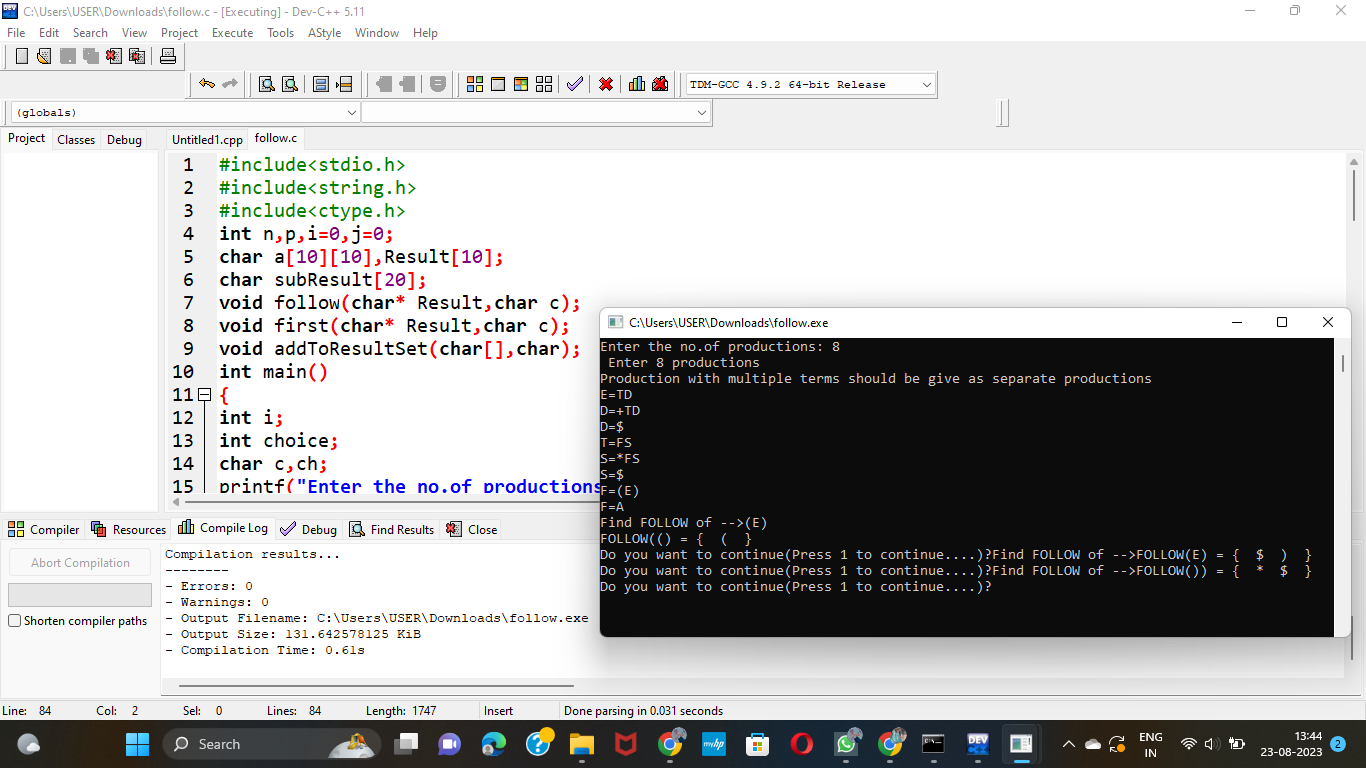 C:\Users\USER\Downloads\follow.c - [Executing] - Dev-C++ 5.11
File Edit Search View Project Execute Tools AStyle Window Help
TDM-GCC 4.9.2 64-bit Release
(globals)
Project Classes Debug
Untitled1.cpp follow.c
1 #include<stdio.h>
2 #include<string.h>
3 #include<ctype.h>
4 int n,p,i=0,j=0;
5 char a[10][10],Result[10];
6 char subResult[20];
7 void follow(char* Result,char c);
8 void first(char* Result,char c);
9 void addToResultSet(char[],char);
10 int main()
11 {
12 int i;
13 int choice;
14 char c,ch;
15 printf("Enter the no.of productions
C:\Users\USER\Downloads\follow.exe
Enter the no.of productions: 8
Enter 8 productions
Production with multiple terms should be give as separate productions
E=TD
D=+TD
D=$
T=FS
S=*FS
S=$
F=(E)
F=A
Find FOLLOW of -->(E)
FOLLOW(() = { ( }
Do you want to continue(Press 1 to continue....)?Find FOLLOW of -->FOLLOW(E) = { $ ) }
Do you want to continue(Press 1 to continue....)?Find FOLLOW of -->FOLLOW()) = { * $ }
Do you want to continue(Press 1 to continue....)?
Compiler Resources Compile Log Debug Find Results Close
Abort Compilation
Shorten compiler paths
Compilation results...
--------
- Errors: 0
- Warnings: 0
- Output Filename: C:\Users\USER\Downloads\follow.exe
- Output Size: 131.642578125 KiB
- Compilation Time: 0.61s
Line: 84 Col: 2 Sel: 0 Lines: 84 Length: 1747 Insert Done parsing in 0.031 seconds
Search
myhp
DEV
ENG
IN
13:44
23-08-2023
2